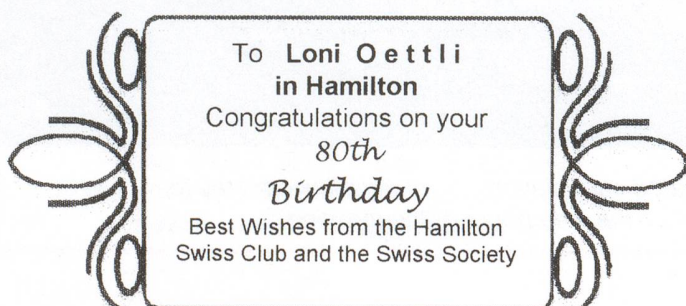 To Loni Oettli
in Hamilton
Congratulations on your
80th
Birthday
Best Wishes from the Hamilton
Swiss Club and the Swiss Society